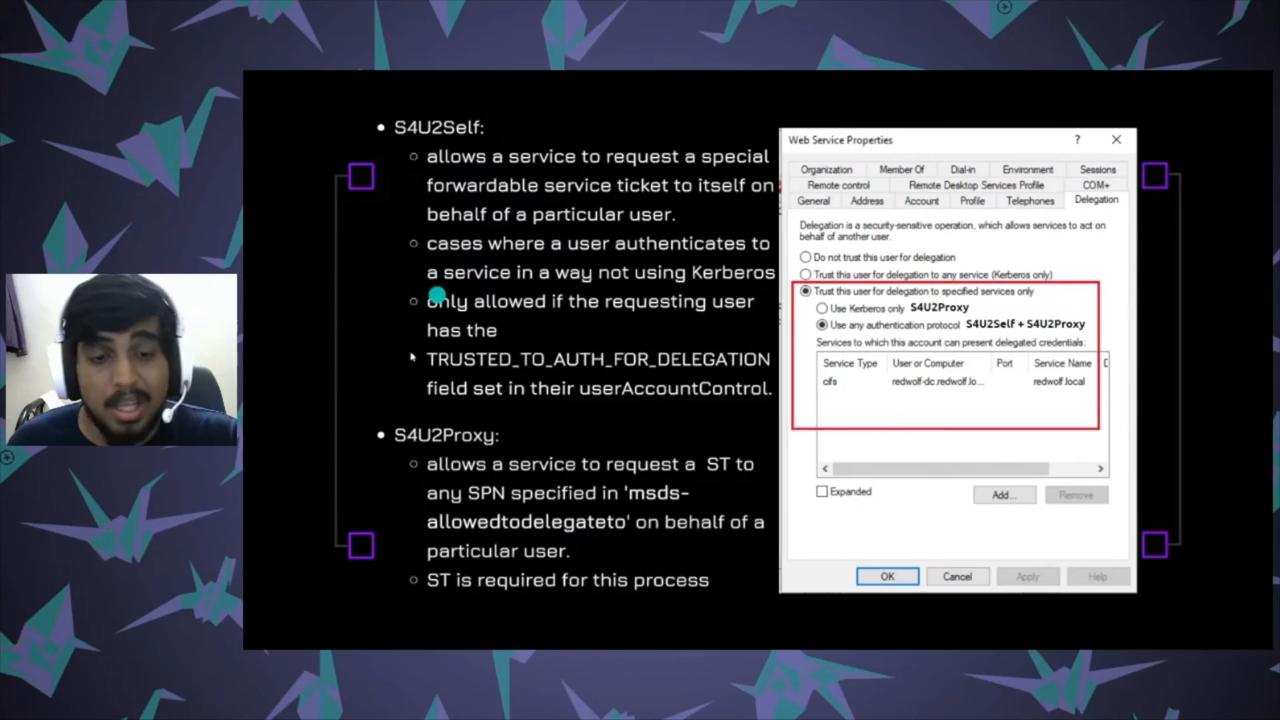 • S4U2Self:
○ allows a service to request a special
forwardable service ticket to itself on
behalf of a particular user.
○ cases where a user authenticates to
a service in a way not using Kerberos
○ only allowed if the requesting user
has the
TRUSTED_TO_AUTH_FOR_DELEGATION
field set in their userAccountControl.
• S4U2Proxy:
○ allows a service to request a ST to
any SPN specified in 'msds-
allowedtodelegateto' on behalf of a
particular user.
○ ST is required for this process
Web Service Properties
Organization Member Of Dial-in Environment Sessions
Remote control Remote Desktop Services Profile COM+
General Address Account Profile Telephones Delegation
Delegation is a security-sensitive operation, which allows services to act on
behalf of another user.
Do not trust this user for delegation
Trust this user for delegation to any service (Kerberos only)
Trust this user for delegation to specified services only
Use Kerberos only S4U2Proxy
Use any authentication protocol S4U2Self + S4U2Proxy
Services to which this account can present delegated credentials:
Service Type User or Computer Port Service Name
cifs redwolf-dc.redwolf.lo... redwolf.local
Expanded Add... Remove
OK Cancel Apply Help